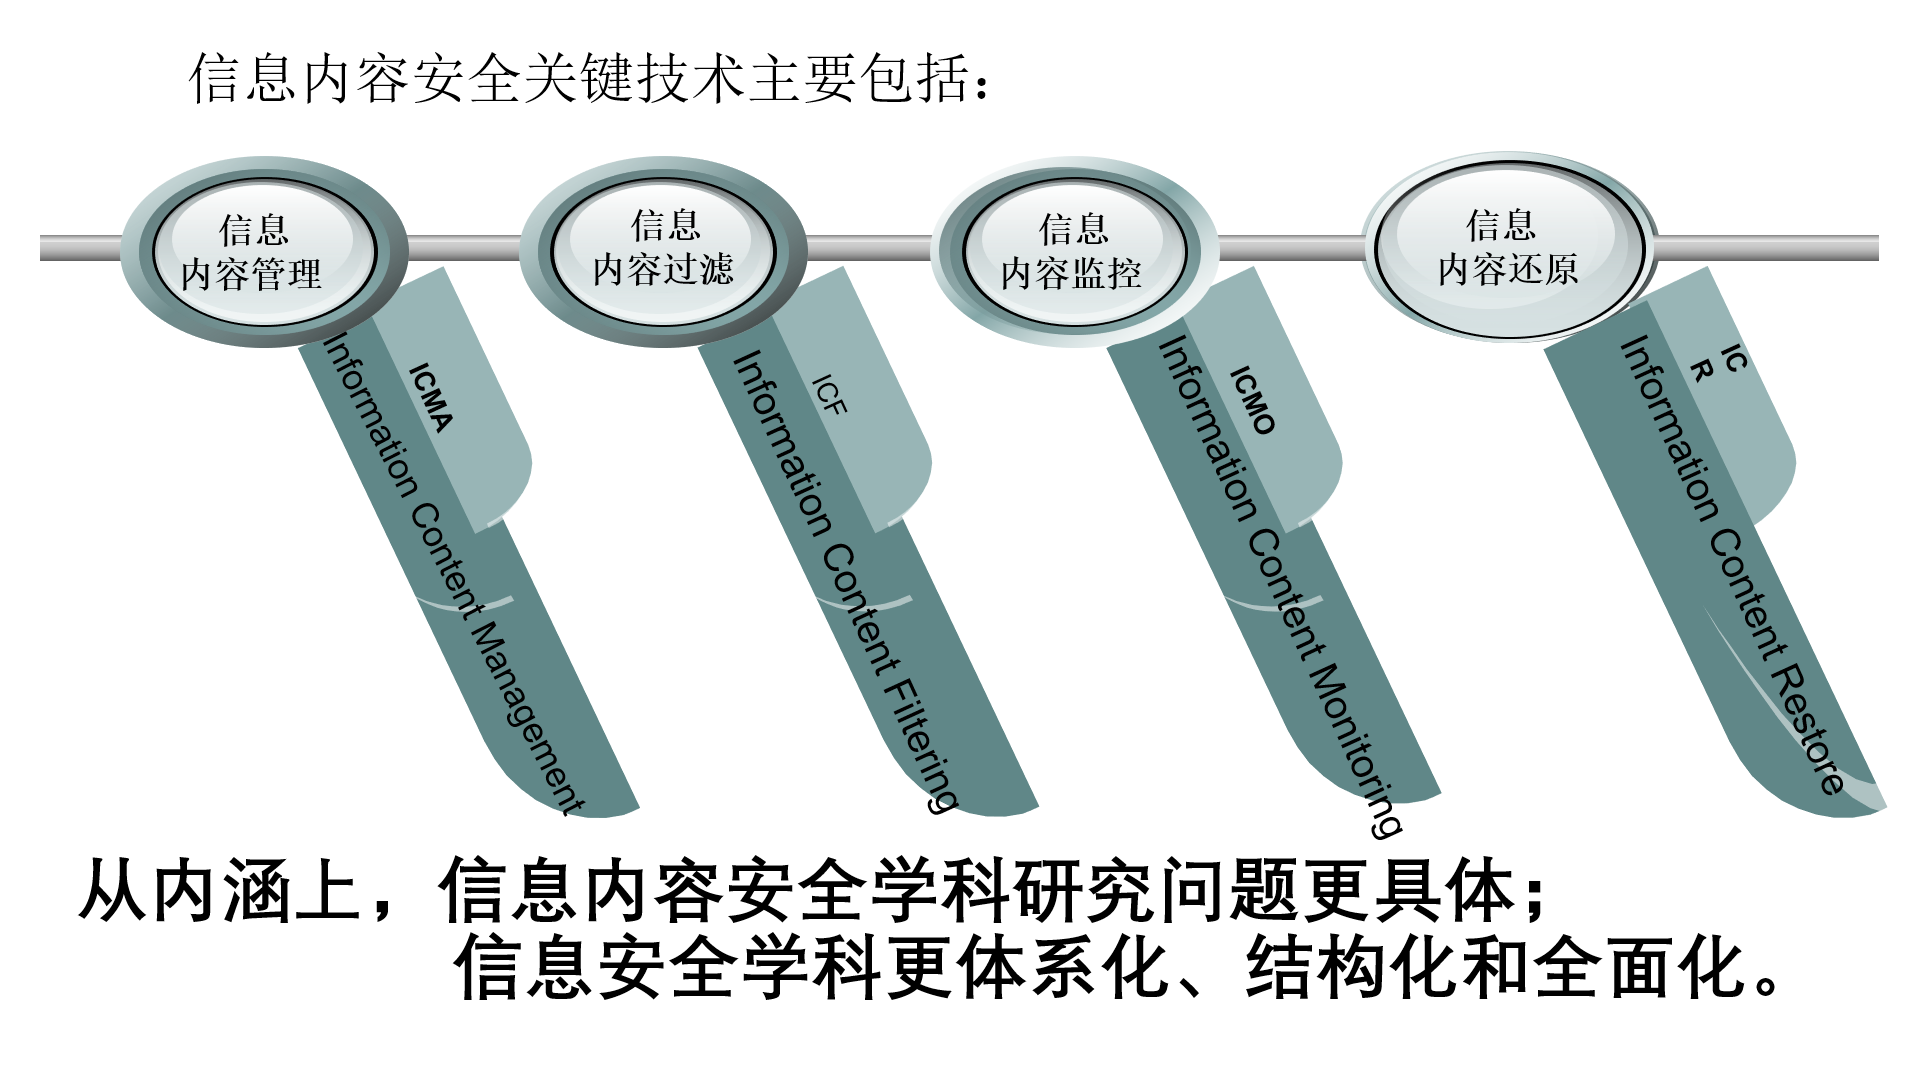 信息内容安全关键技术主要包括：
信息
内容管理
ICMA
Information Content Management
信息
内容过滤
ICF
Information Content Filtering
信息
内容监控
ICMO
Information Content Monitoring
信息
内容还原
IC
R
Information Content Restore
从内涵上，信息内容安全学科研究问题更具体；
信息安全学科更体系化、结构化和全面化。